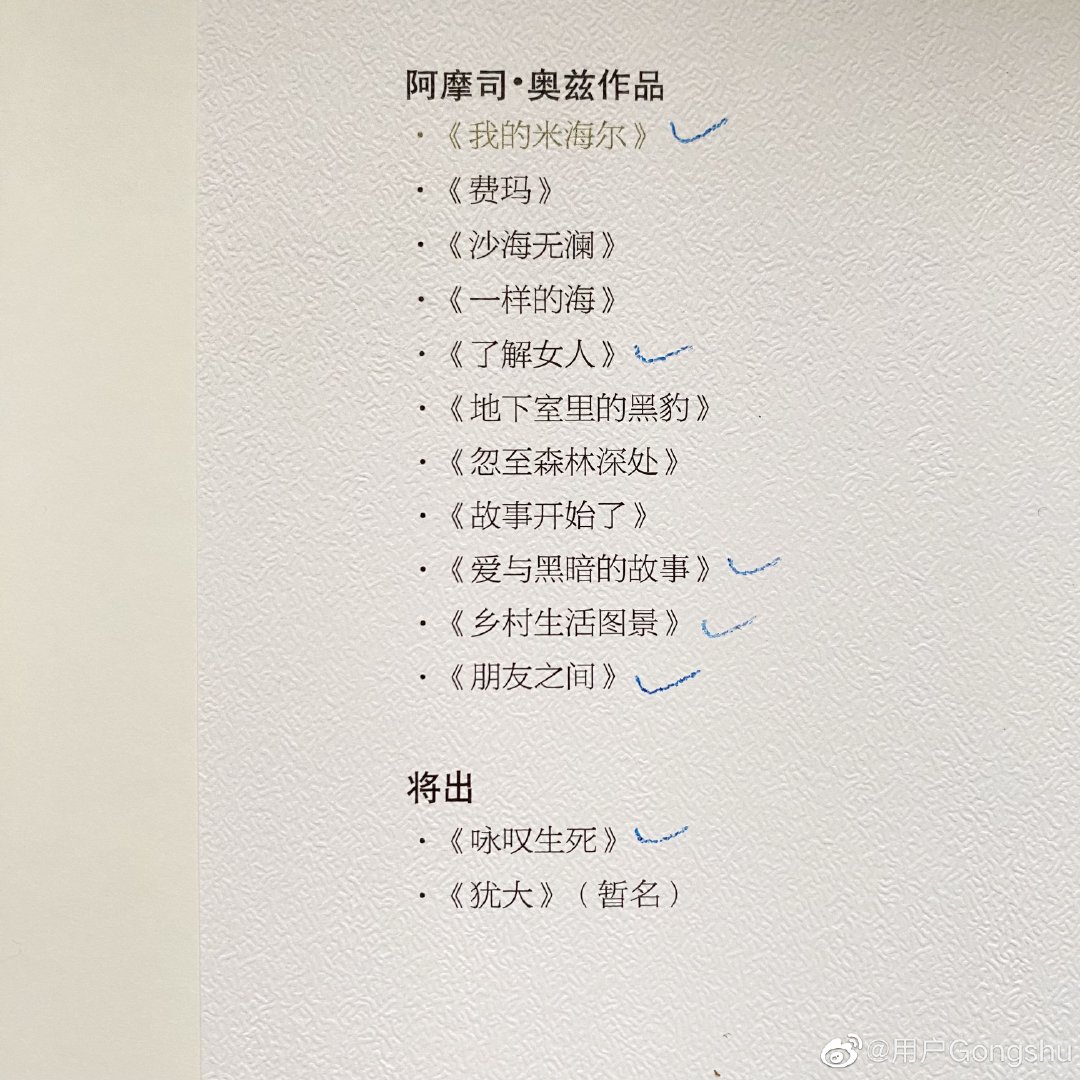 阿摩司·奥兹作品
·《我的米海尔》
·《费玛》
·《沙海无澜》
·《一样的海》
·《了解女人》
·《地下室里的黑豹》
·《忽至森林深处》
·《故事开始了》
·《爱与黑暗的故事》
·《乡村生活图景》
·《朋友之间》
将出
·《咏叹生死》
·《犹大》（暂名）
@用户Gongshu